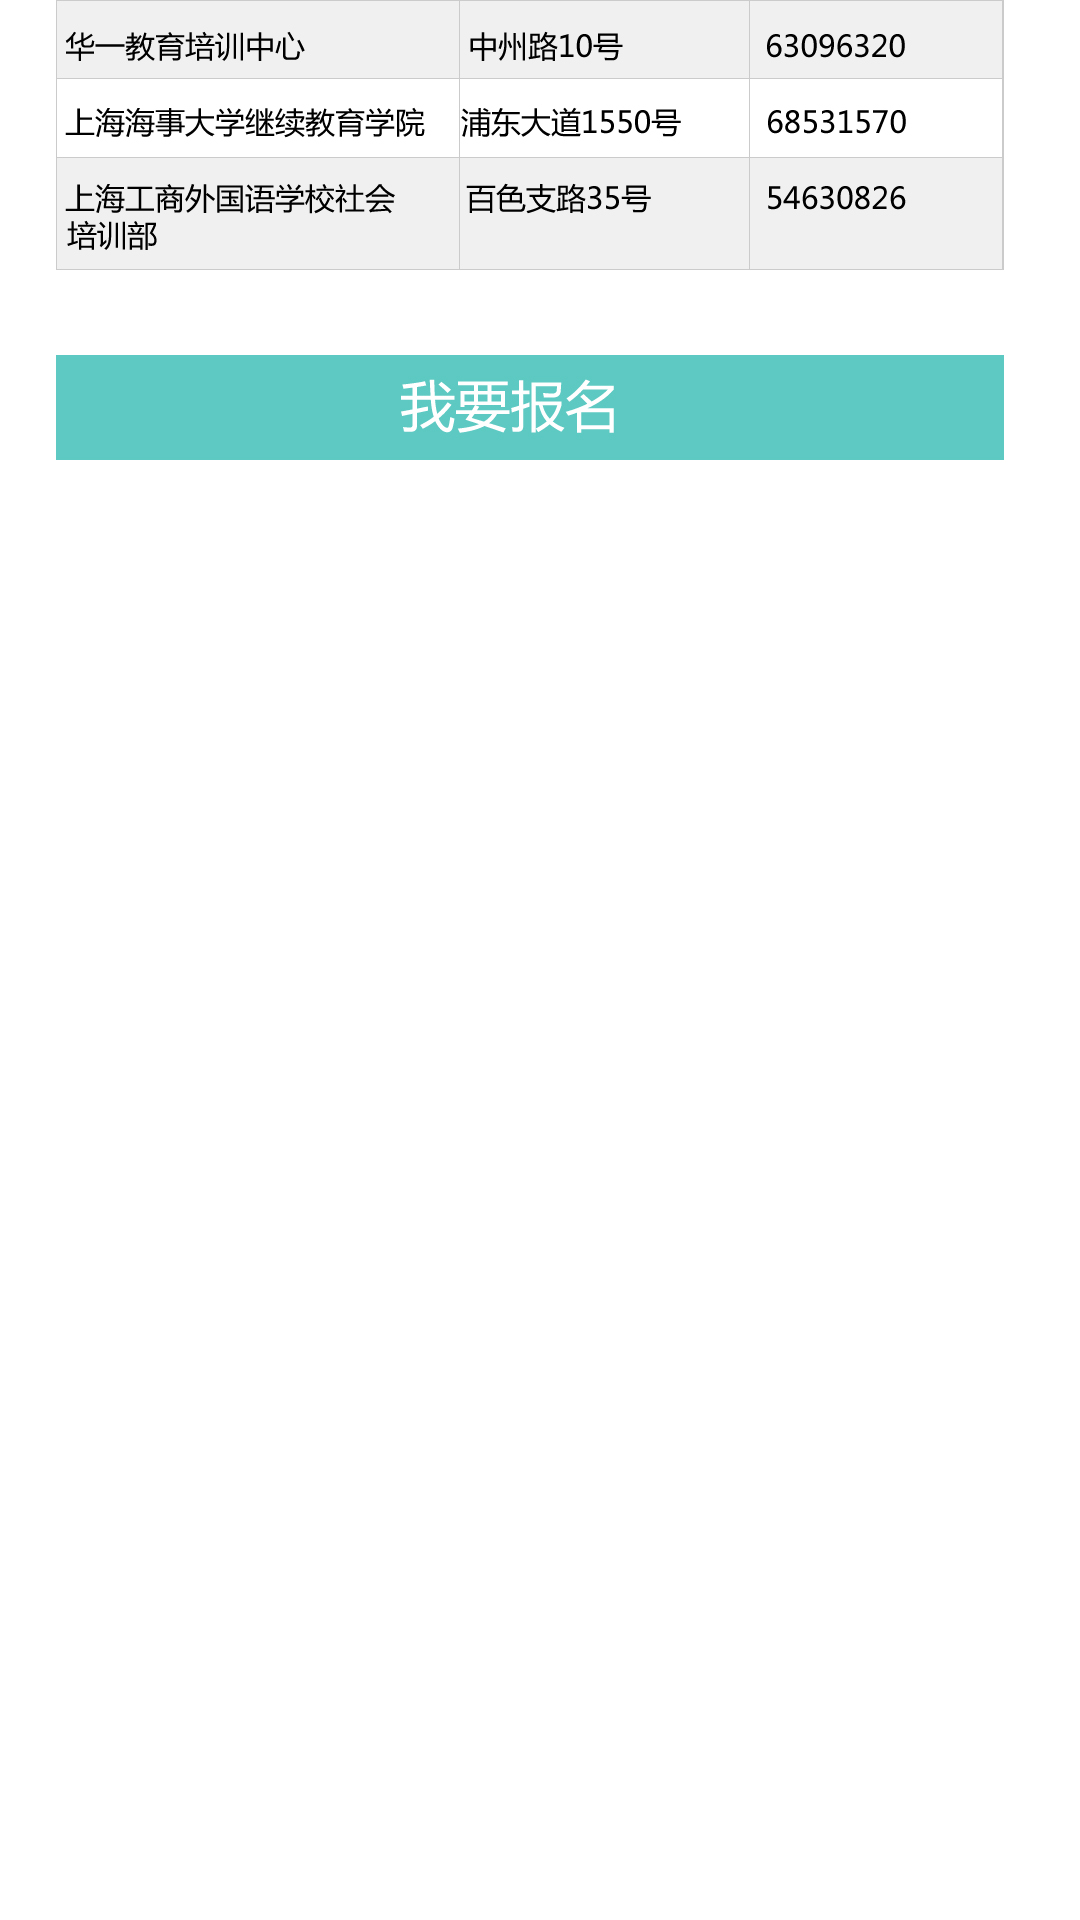 华一教育培训中心 中州路10号 63096320
上海海事大学继续教育学院 浦东大道1550号 68531570
上海工商外国语学校社会 百色支路35号 54630826
培训部
我要报名